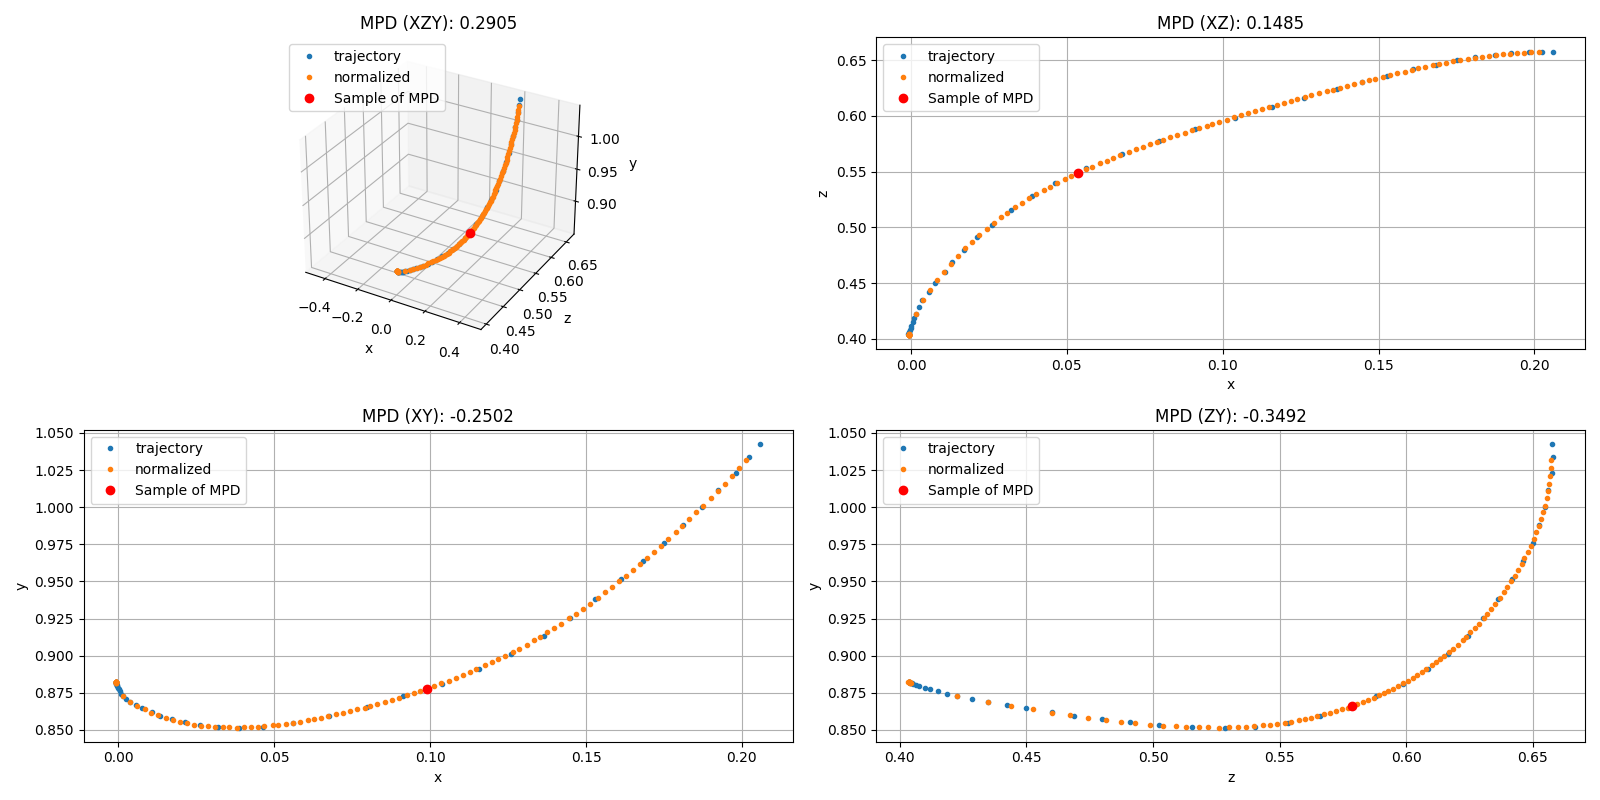 MPD (XZY): 0.2905
trajectory
normalized
Sample of MPD
1.00
0.95
0.90
y
0.65
0.60
0.55
0.50
0.45
0.40
z
−0.4
−0.2
0.0
0.2
0.4
x
MPD (XZ): 0.1485
trajectory
normalized
Sample of MPD
0.65
0.60
0.55
0.50
0.45
0.40
z
0.00 0.05 0.10 0.15 0.20
x
MPD (XY): -0.2502
trajectory
normalized
Sample of MPD
1.050
1.025
1.000
0.975
0.950
0.925
0.900
0.875
0.850
y
0.00 0.05 0.10 0.15 0.20
x
MPD (ZY): -0.3492
trajectory
normalized
Sample of MPD
1.050
1.025
1.000
0.975
0.950
0.925
0.900
0.875
0.850
y
0.40 0.45 0.50 0.55 0.60 0.65
z